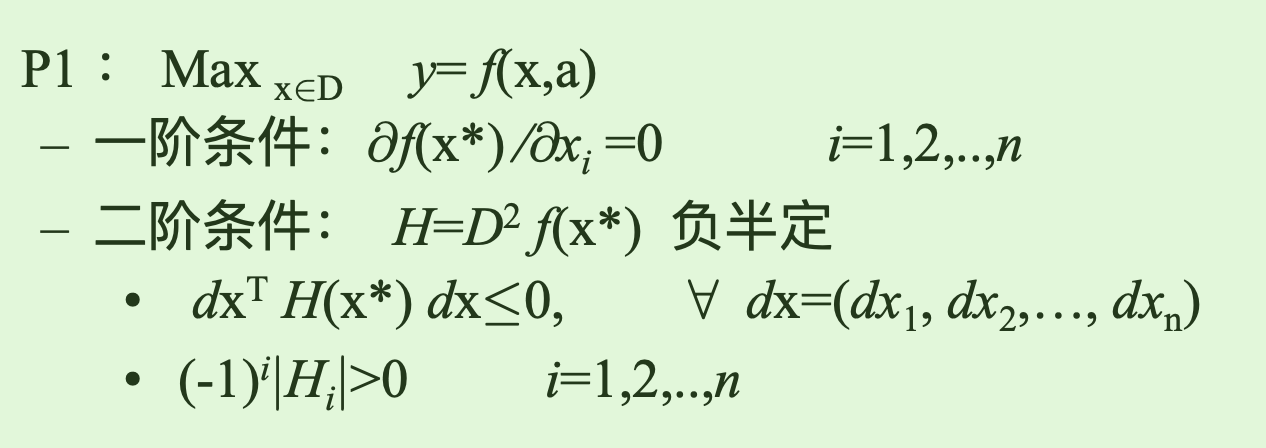 P1： Max x∈D y= f(x,a)
– 一阶条件：∂f(x*) /∂xi =0 i=1,2,..,n
– 二阶条件： H=D² f(x*) 负半定
• dxᵀ H(x*) dx≤0, ∀ dx=(dx₁, dx₂,…, dxn)
• (-1)ⁱ|Hi|>0 i=1,2,..,n